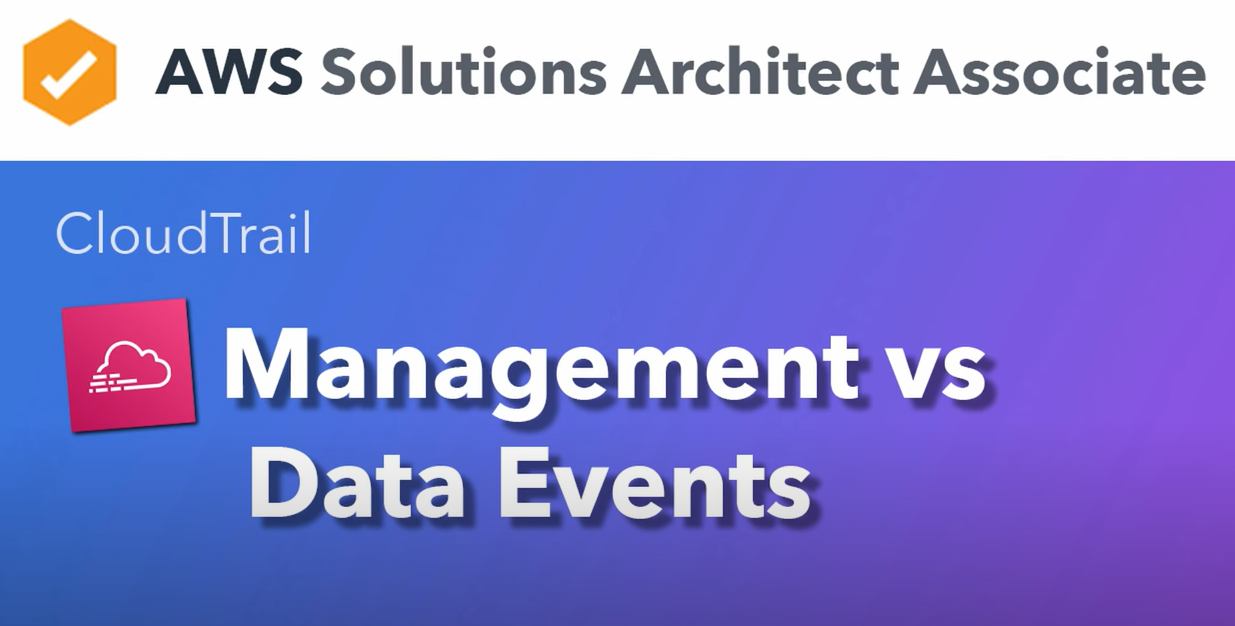 AWS Solutions Architect Associate
CloudTrail
Management vs
Data Events